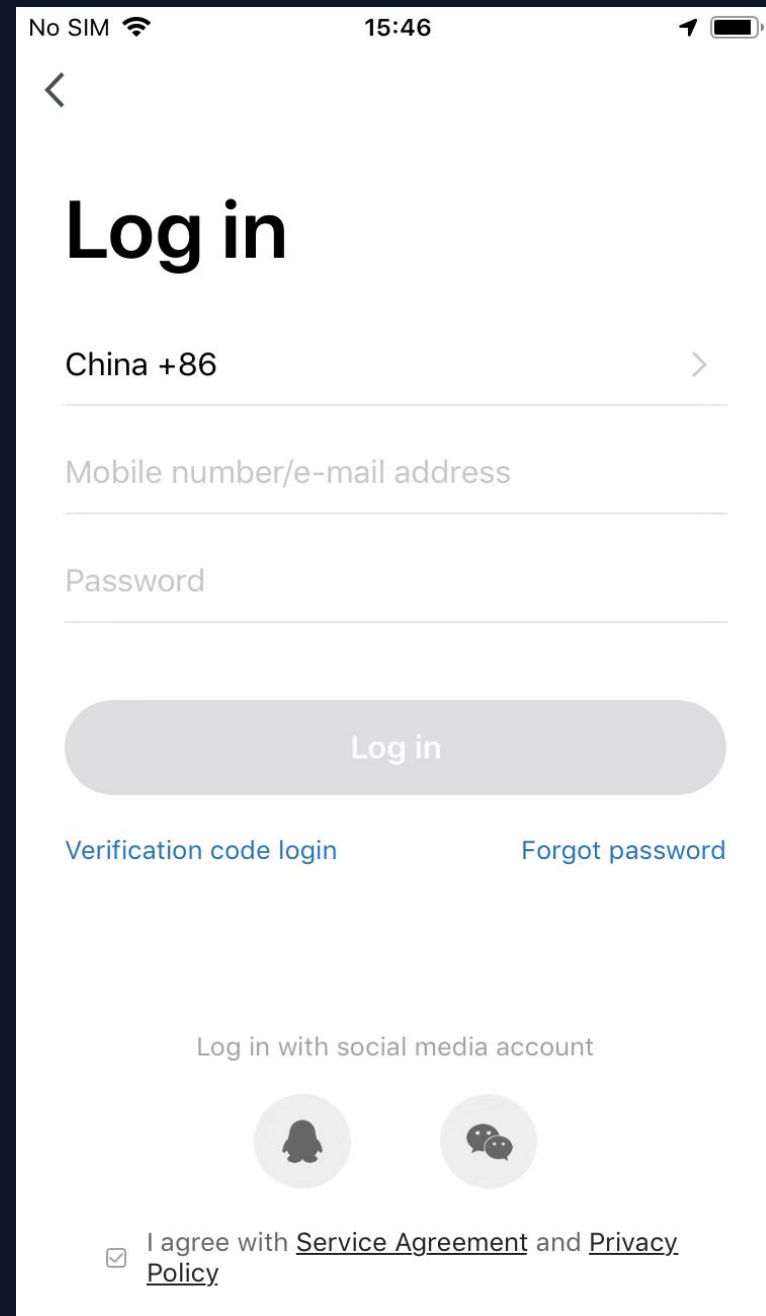 No SIM 15:46
Log in
China +86
Mobile number/e-mail address
Password
Log in
Verification code login Forgot password
Log in with social media account
I agree with Service Agreement and Privacy
Policy